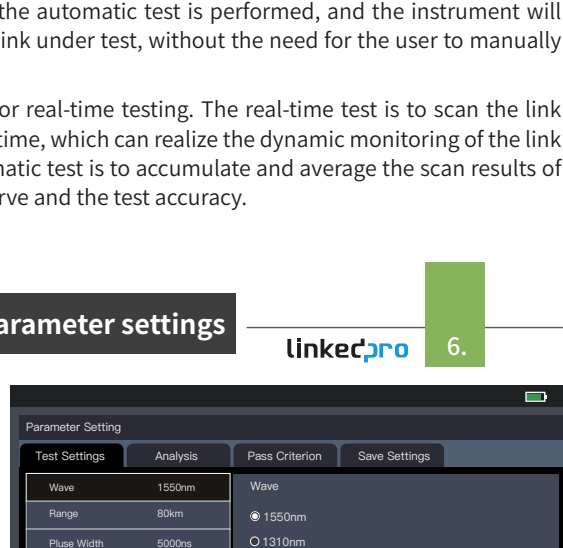 the automatic test is performed, and the instrument will
ink under test, without the need for the user to manually
or real-time testing. The real-time test is to scan the link
time, which can realize the dynamic monitoring of the link
matic test is to accumulate and average the scan results of
rve and the test accuracy.
arameter settings
linkedpro
6.
Parameter Setting
Test Settings Analysis Pass Criterion Save Settings
Wave 1550nm Wave
Range 80km
1550nm
Pluse Width 5000ns 1310nm